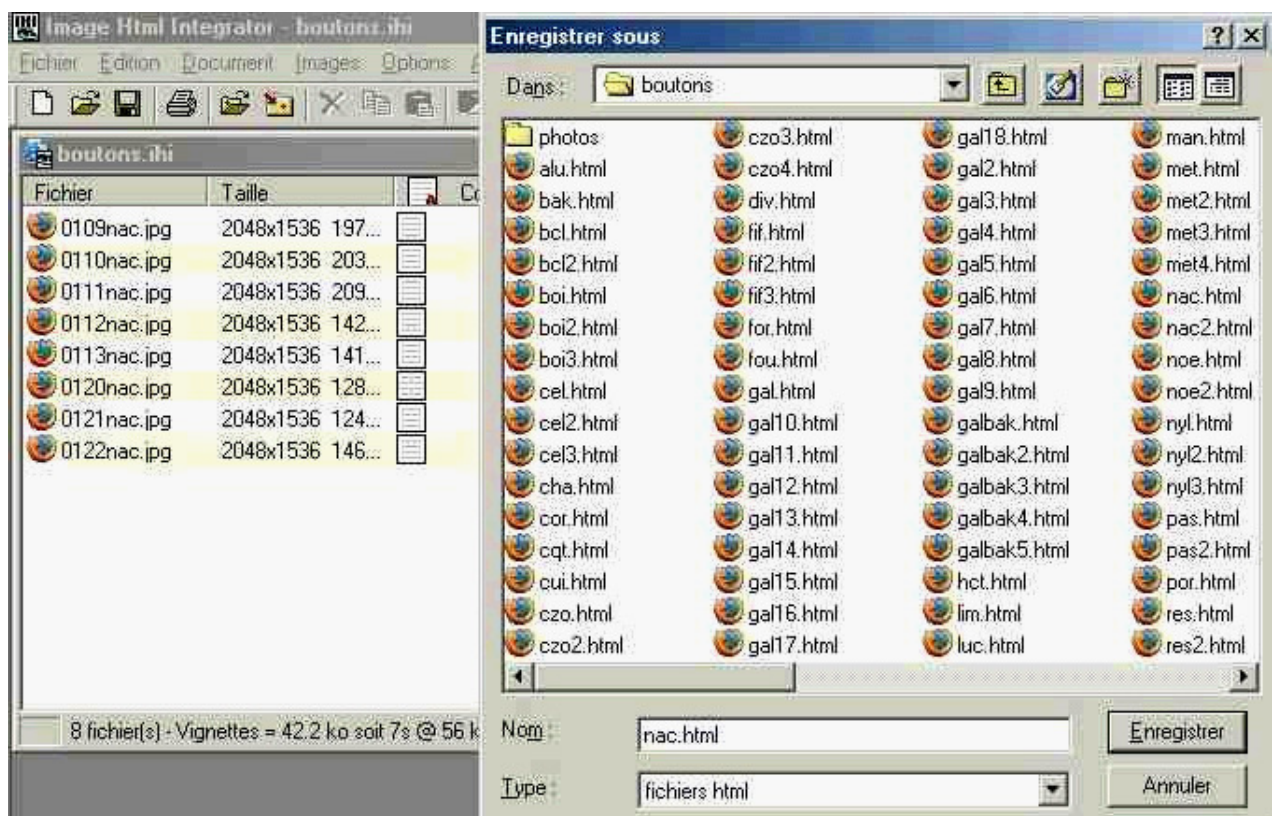 Image Html Integrator - boutons.ihi
Fichier Edition Document Images Options
boutons.ihi
Fichier Taille
0109nac.jpg 2048x1536 197...
0110nac.jpg 2048x1536 203...
0111nac.jpg 2048x1536 209...
0112nac.jpg 2048x1536 142...
0113nac.jpg 2048x1536 141...
0120nac.jpg 2048x1536 128...
0121nac.jpg 2048x1536 124...
0122nac.jpg 2048x1536 146...
8 fichier(s) - Vignettes = 42.2 ko soit 7s @ 56 k
Enregistrer sous
Dans : boutons
photos
alu.html
bak.html
bcl.html
bcl2.html
boi.html
boi2.html
boi3.html
cel.html
cel2.html
cel3.html
cha.html
cor.html
cqt.html
cui.html
czo.html
czo2.html
czo3.html
czo4.html
div.html
fif.html
fif2.html
fif3.html
for.html
fou.html
gal.html
gal10.html
gal11.html
gal12.html
gal13.html
gal14.html
gal15.html
gal16.html
gal17.html
gal18.html
gal2.html
gal3.html
gal4.html
gal5.html
gal6.html
gal7.html
gal8.html
gal9.html
galbak.html
galbak2.html
galbak3.html
galbak4.html
galbak5.html
hct.html
lim.html
luc.html
man.html
met.html
met2.html
met3.html
met4.html
nac.html
nac2.html
noe.html
noe2.html
nyl.html
nyl2.html
nyl3.html
pas.html
pas2.html
por.html
res.html
res2.html
Nom : nac.html
Enregistrer
Type : fichiers html
Annuler